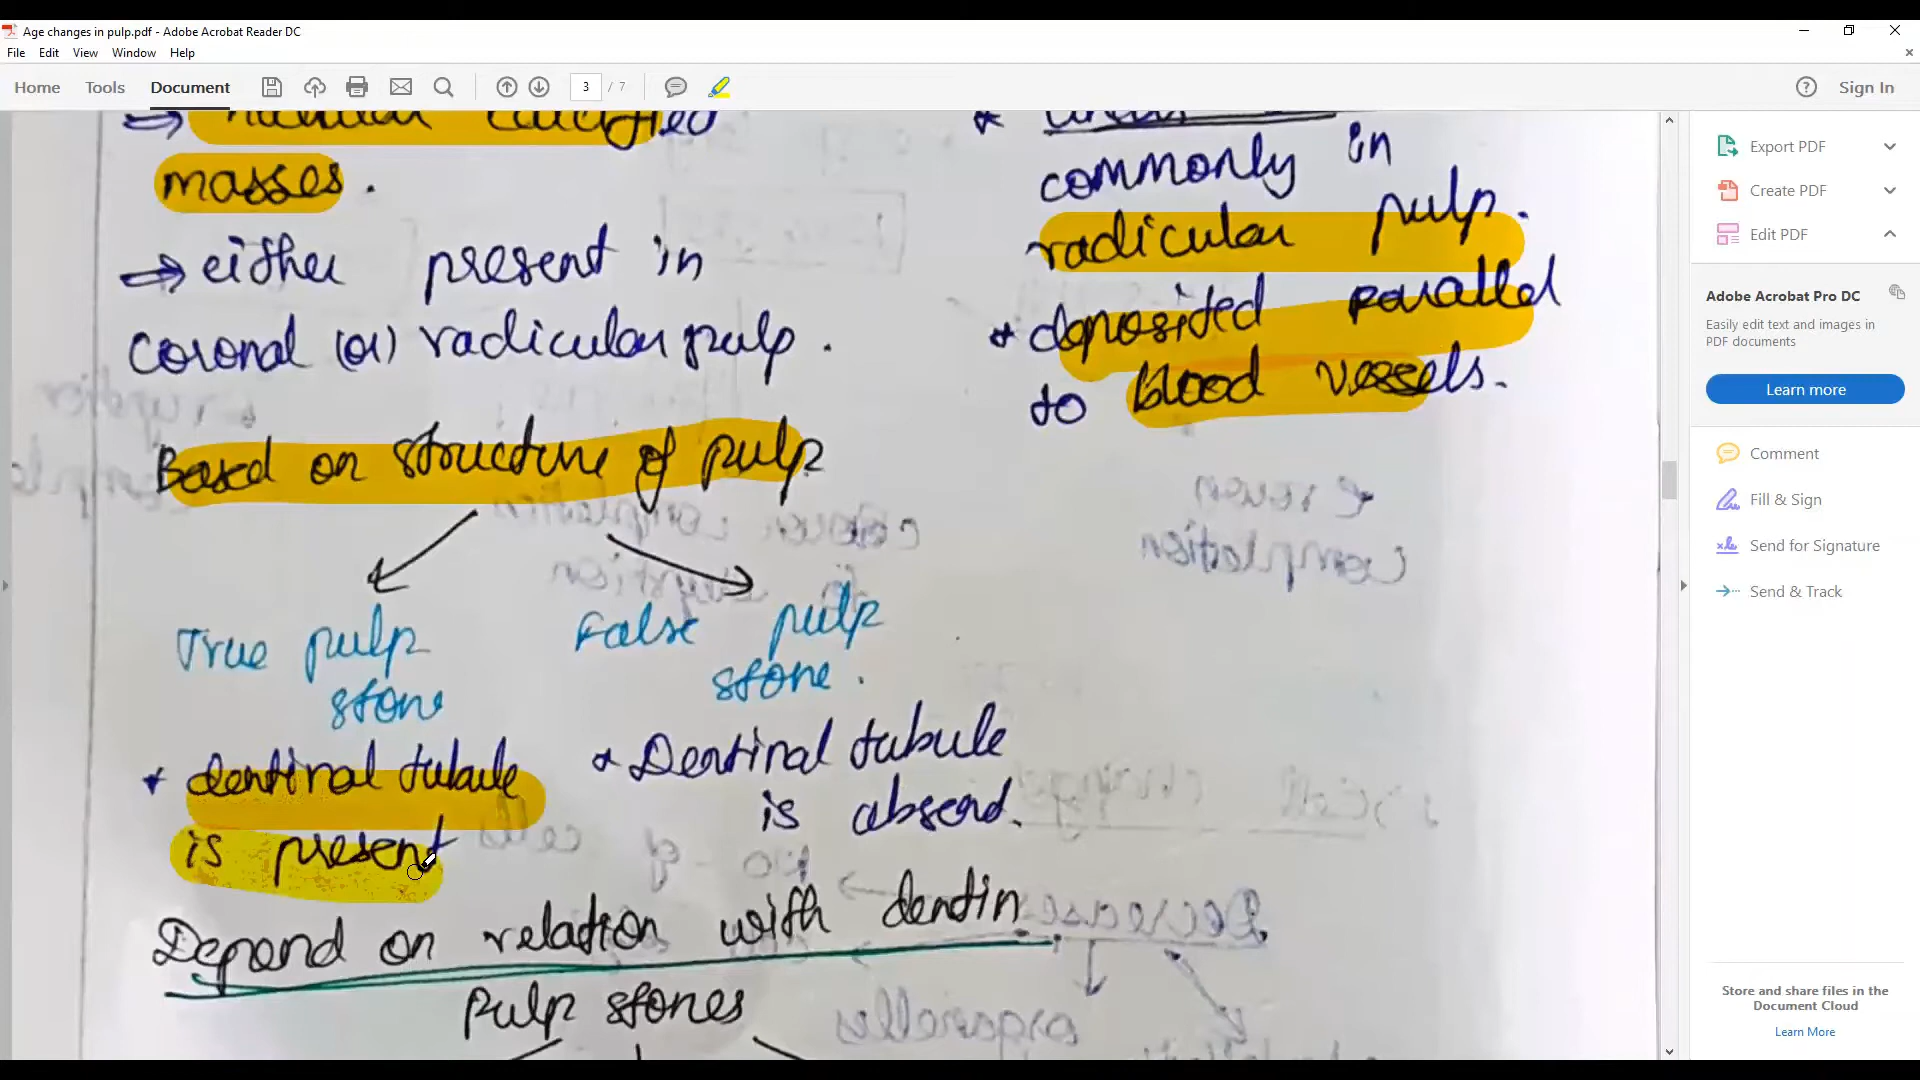 Age changes in pulp.pdf - Adobe Acrobat Reader DC
File Edit View Window Help
Home Tools Document 3 / 7 Sign In
masses.
either present in
coronal (or) radicular pulp.
commonly in
radicular pulp.
deposited parallel
to blood vessels.
Based on structure of pulp
True pulp
stone
False pulp
stone.
* dentinal tubule
is present
* Dentinal tubule
is absend.
Depend on relation with dentin
Pulp stones
Export PDF
Create PDF
Edit PDF
Adobe Acrobat Pro DC
Easily edit text and images in
PDF documents
Learn more
Comment
Fill & Sign
Send for Signature
Send & Track
Store and share files in the
Document Cloud
Learn More